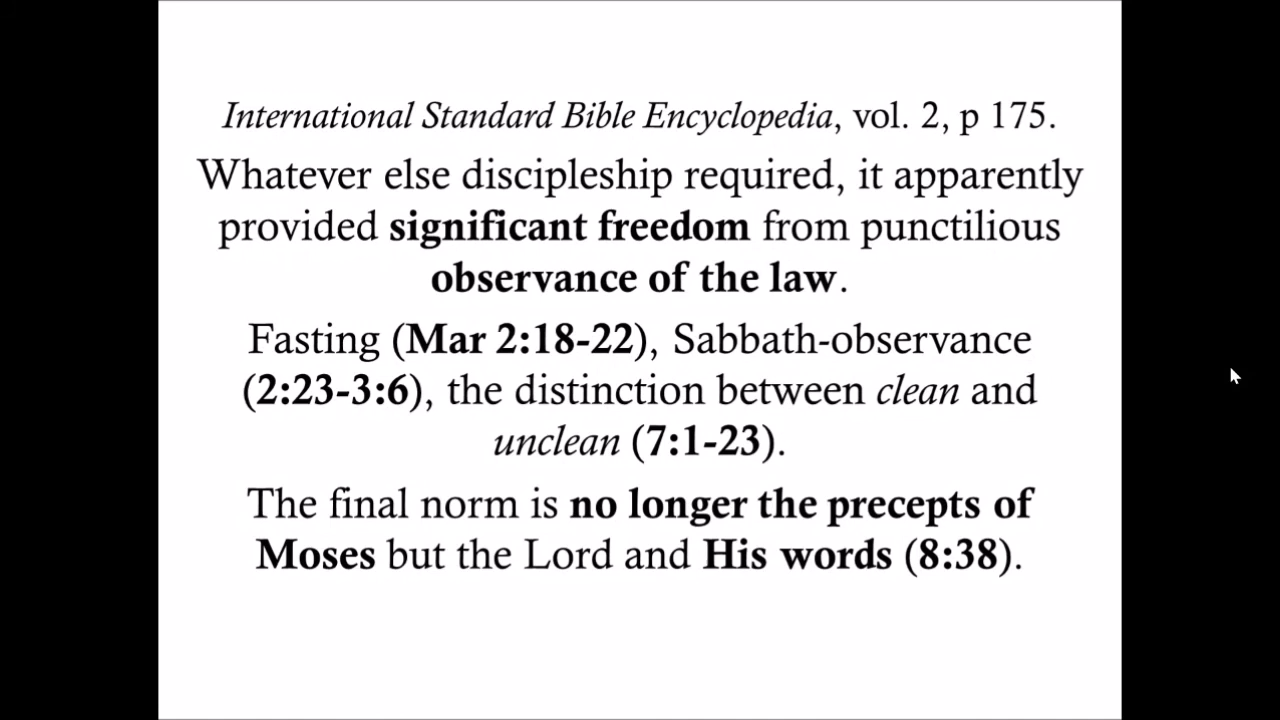 International Standard Bible Encyclopedia, vol. 2, p 175.
Whatever else discipleship required, it apparently
provided significant freedom from punctilious
observance of the law.
Fasting (Mar 2:18-22), Sabbath-observance
(2:23-3:6), the distinction between clean and
unclean (7:1-23).
The final norm is no longer the precepts of
Moses but the Lord and His words (8:38).